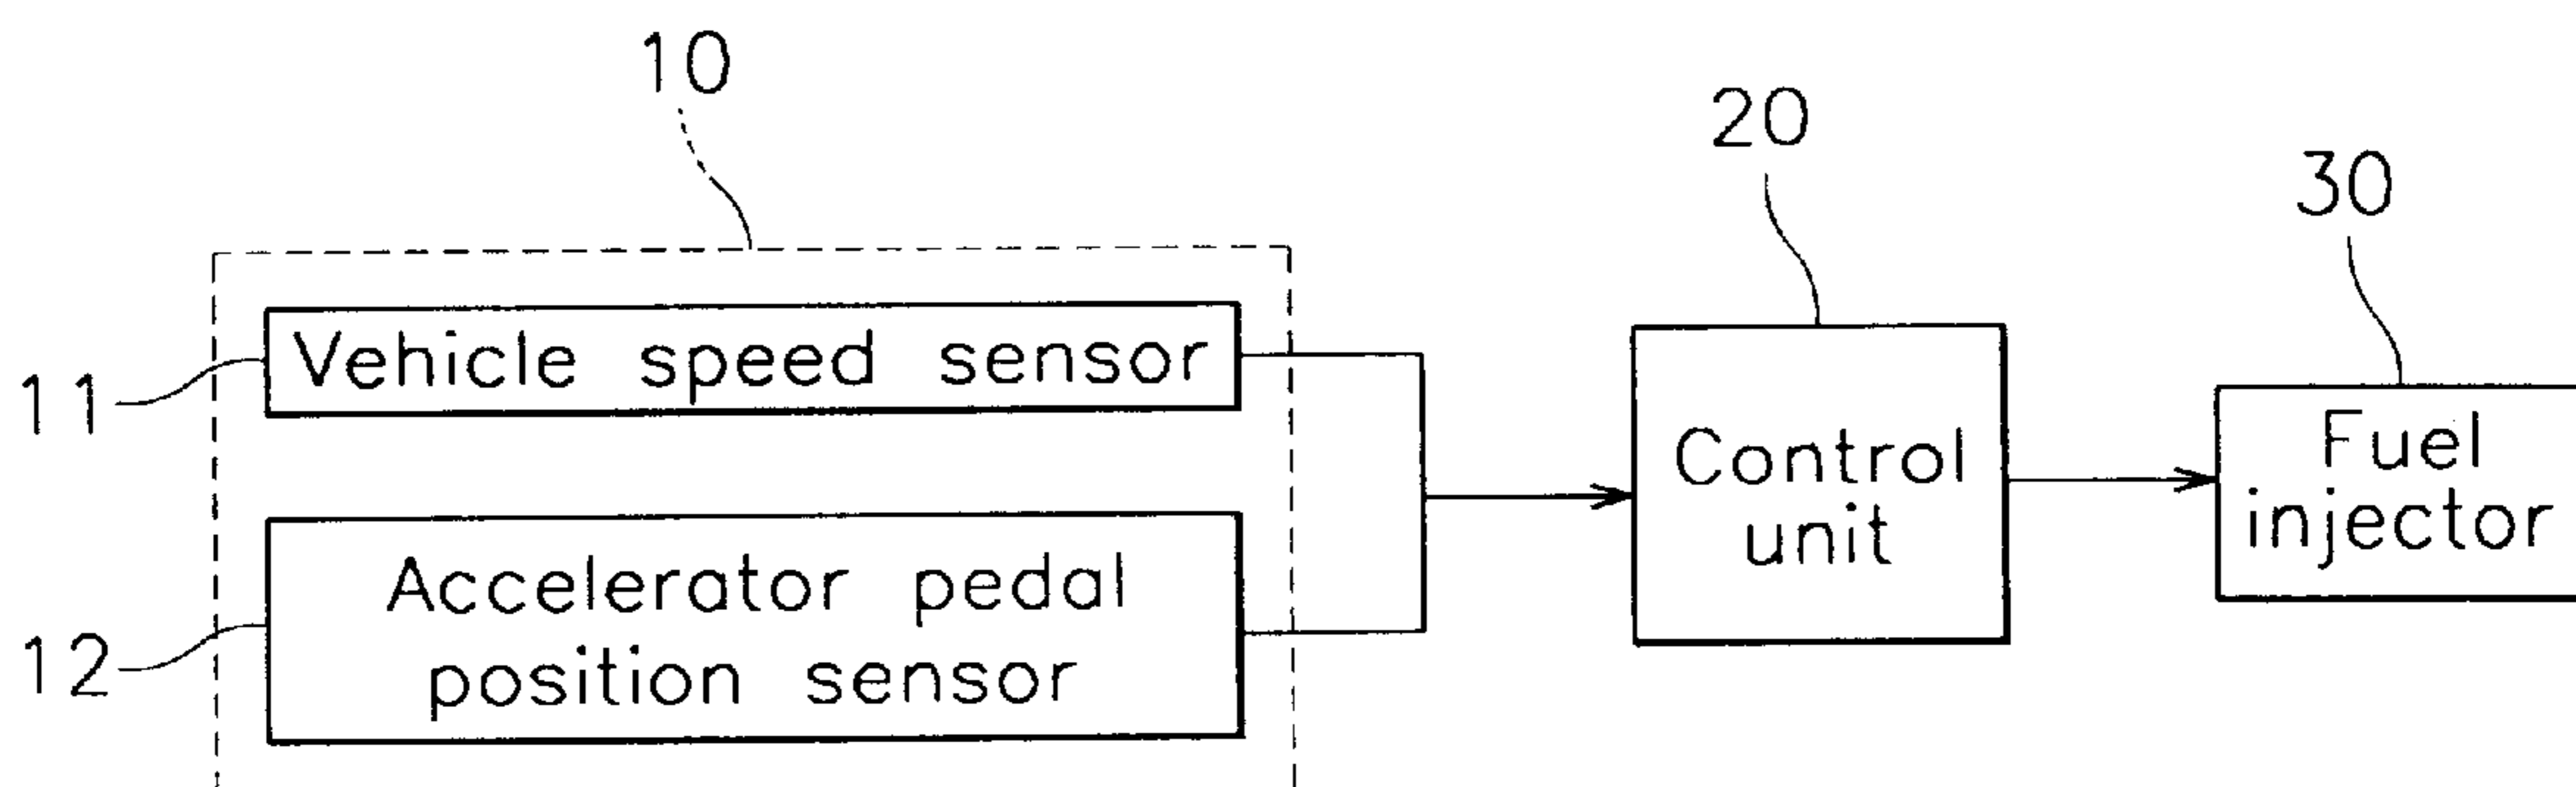 10
20
30
11
Vehicle speed sensor
Control
unit
Fuel
injector
12
Accelerator pedal
position sensor